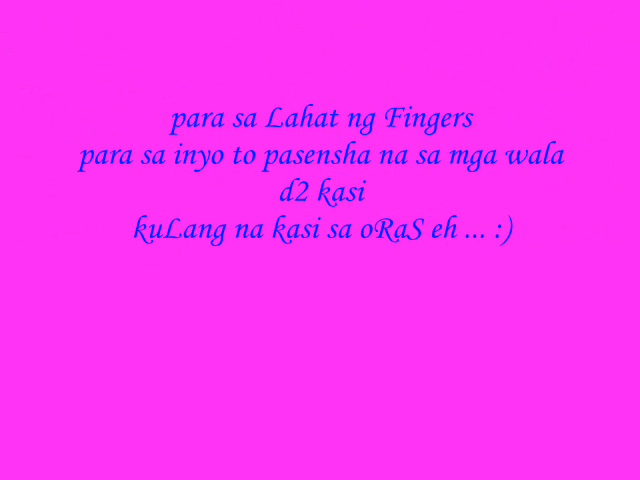 para sa Lahat ng Fingers
para sa inyo to pasensha na sa mga wala
d2 kasi
kuLang na kasi sa oRaS eh ... :)